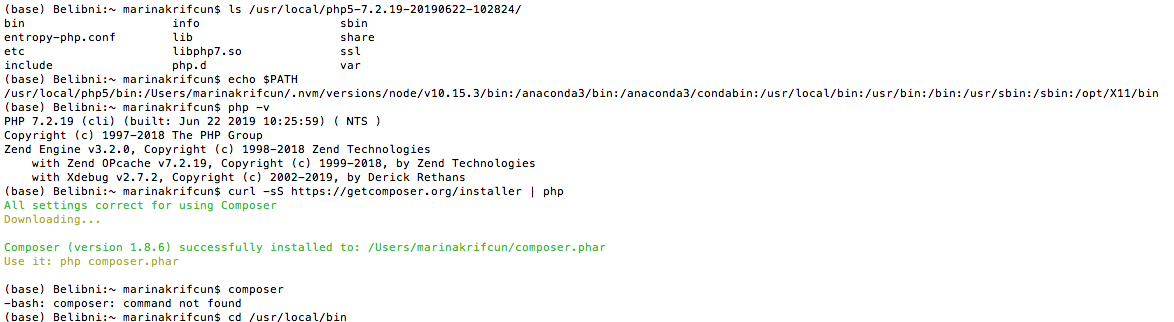 (base) Belibni:~ marinakrifcun$ ls /usr/local/php5-7.2.19-20190622-102824/
bin info sbin
entropy-php.conf lib share
etc libphp7.so ssl
include php.d var
(base) Belibni:~ marinakrifcun$ echo $PATH
/usr/local/php5/bin:/Users/marinakrifcun/.nvm/versions/node/v10.15.3/bin:/anaconda3/bin:/anaconda3/condabin:/usr/local/bin:/usr/bin:/bin:/usr/sbin:/sbin:/opt/X11/bin
(base) Belibni:~ marinakrifcun$ php -v
PHP 7.2.19 (cli) (built: Jun 22 2019 10:25:59) ( NTS )
Copyright (c) 1997-2018 The PHP Group
Zend Engine v3.2.0, Copyright (c) 1998-2018 Zend Technologies
    with Zend OPcache v7.2.19, Copyright (c) 1999-2018, by Zend Technologies
    with Xdebug v2.7.2, Copyright (c) 2002-2019, by Derick Rethans
(base) Belibni:~ marinakrifcun$ curl -sS https://getcomposer.org/installer | php
All settings correct for using Composer
Downloading...
Composer (version 1.8.6) successfully installed to: /Users/marinakrifcun/composer.phar
Use it: php composer.phar
(base) Belibni:~ marinakrifcun$ composer
-bash: composer: command not found
(base) Belibni:~ marinakrifcun$ cd /usr/local/bin